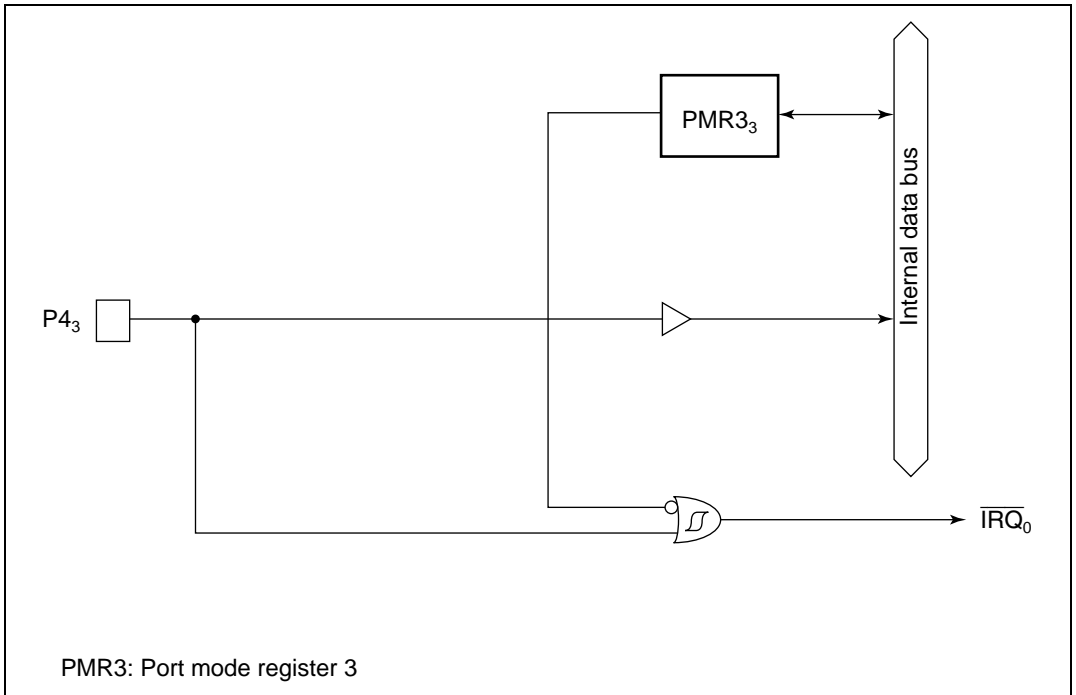 PMR3₃
Internal data bus
P4₃
IRQ₀
PMR3: Port mode register 3